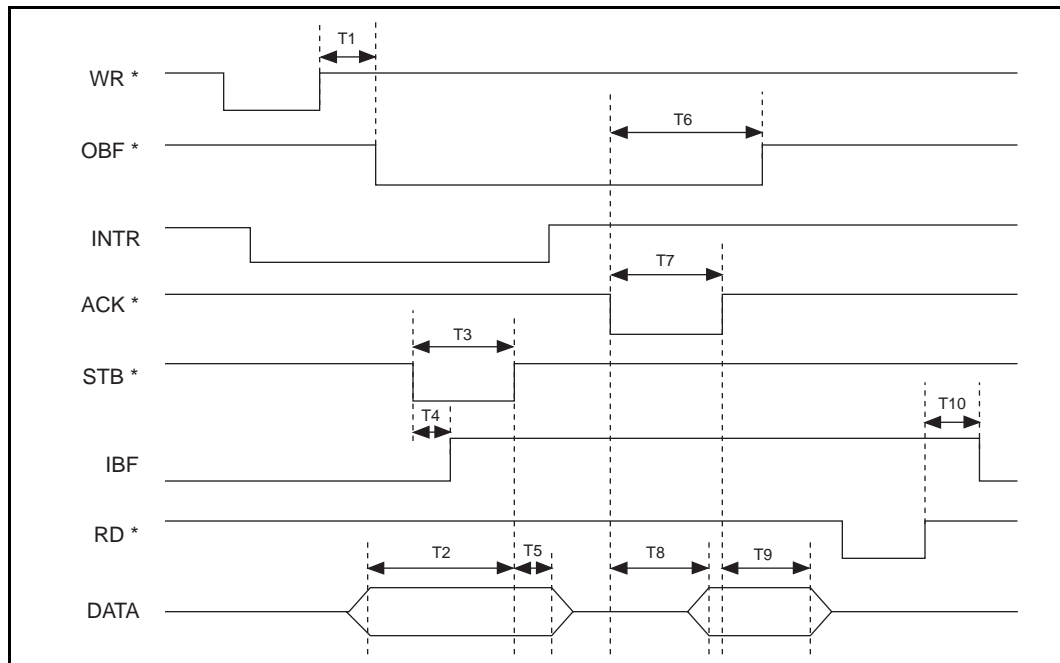 T1
WR *
T6
OBF *
INTR
T7
ACK *
T3
STB *
T4
T10
IBF
RD *
T2
T5
T8
T9
DATA